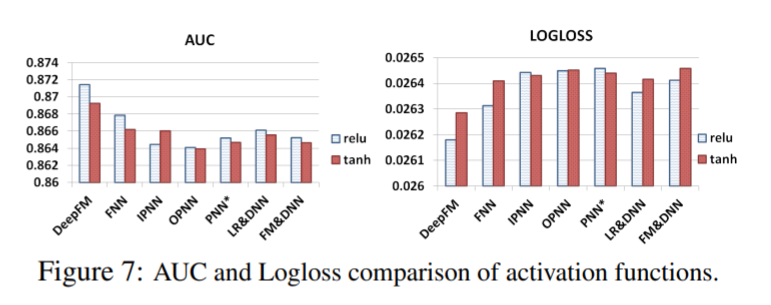 AUC
0.874
0.872
0.87
0.868
0.866
0.864
0.862
0.86
DeepFM
FNN
IPNN
OPNN
PNN*
LR&DNN
FM&DNN
relu
tanh
LOGLOSS
0.0265
0.0264
0.0263
0.0262
0.0261
0.026
DeepFM
FNN
IPNN
OPNN
PNN*
LR&DNN
FM&DNN
relu
tanh
Figure 7: AUC and Logloss comparison of activation functions.